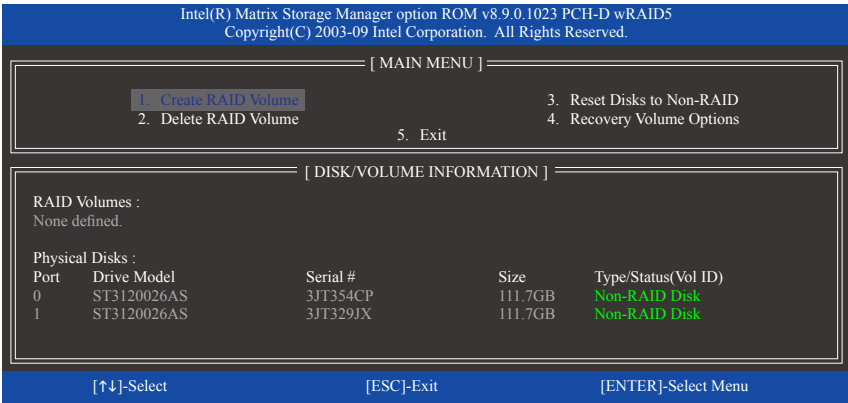 Intel(R) Matrix Storage Manager option ROM v8.9.0.1023 PCH-D wRAID5
Copyright(C) 2003-09 Intel Corporation.  All Rights Reserved.
[ MAIN MENU ]
1.  Create RAID Volume 3.  Reset Disks to Non-RAID
2.  Delete RAID Volume 4.  Recovery Volume Options
5.  Exit
[ DISK/VOLUME INFORMATION ]
RAID Volumes :
None defined.
Physical Disks :
Port Drive Model Serial # Size Type/Status(Vol ID)
0 ST3120026AS 3JT354CP 111.7GB Non-RAID Disk
1 ST3120026AS 3JT329JX 111.7GB Non-RAID Disk
[↑↓]-Select [ESC]-Exit [ENTER]-Select Menu